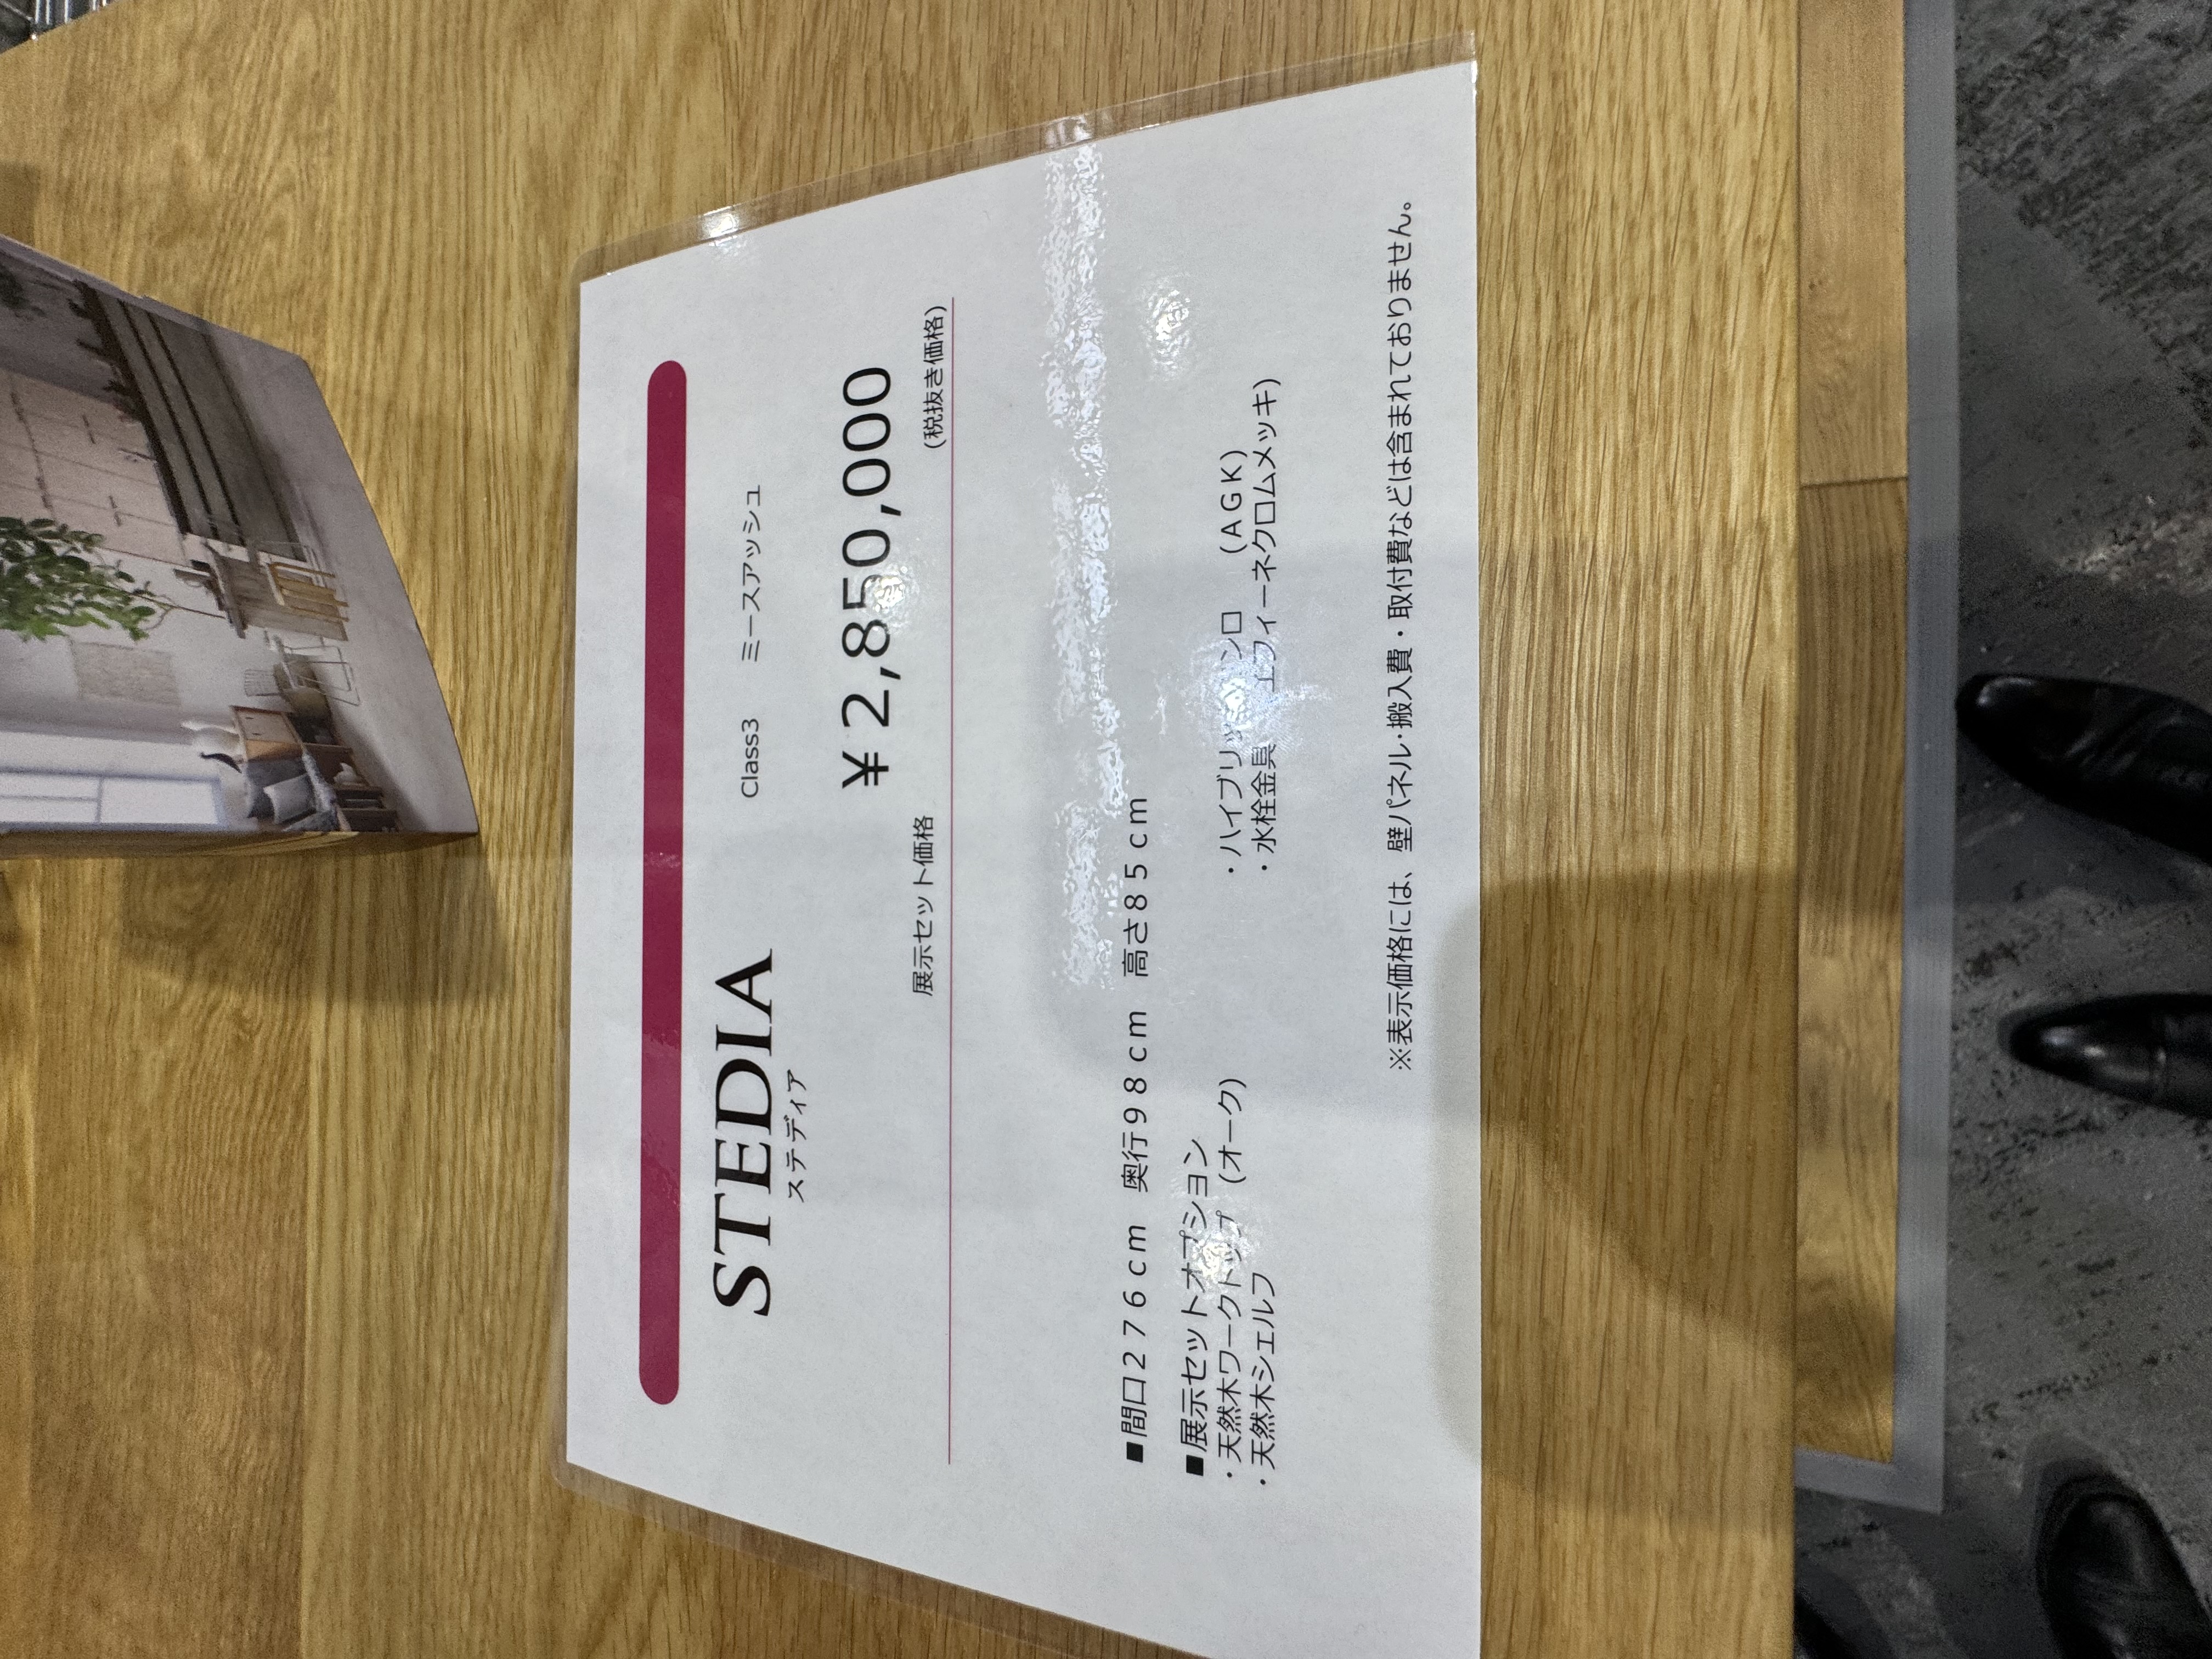 STEDIA
ステディア
Class3 ミースアッシュ
展示セット価格 ¥2,850,000
(税抜き価格)
■間口276cm 奥行98cm 高さ85cm
■展示セットオプション
・天然木ワークトップ (オーク)
・天然木シェルフ
・ハイブリッ ンロ (AGK)
・水栓金具 エフィーネクロムメッキ)
※表示価格には、壁パネル・搬入費・取付費などは含まれておりません。